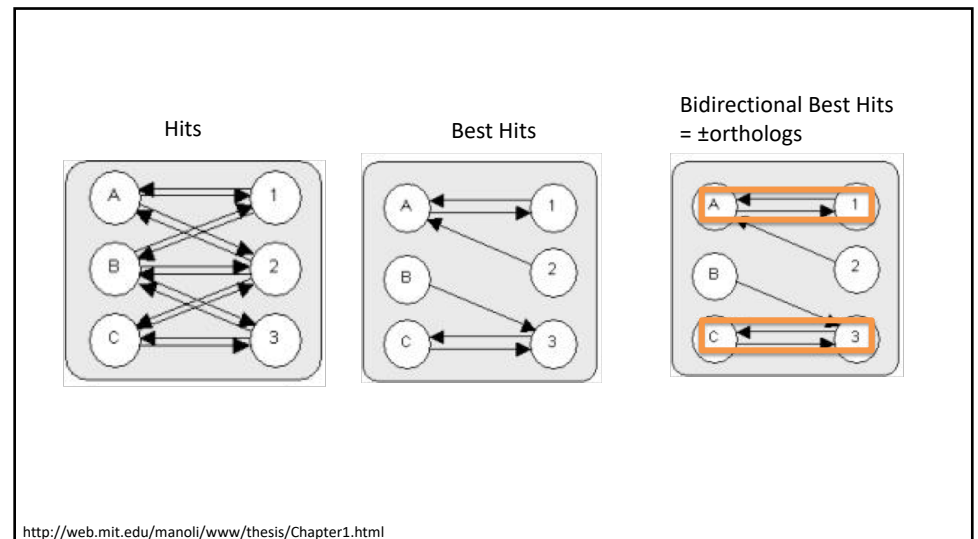 Hits
Best Hits
Bidirectional Best Hits
= ±orthologs
A 1
B 2
C 3
A 1
B 2
C 3
A 1
B 2
C 3
http://web.mit.edu/manoli/www/thesis/Chapter1.html